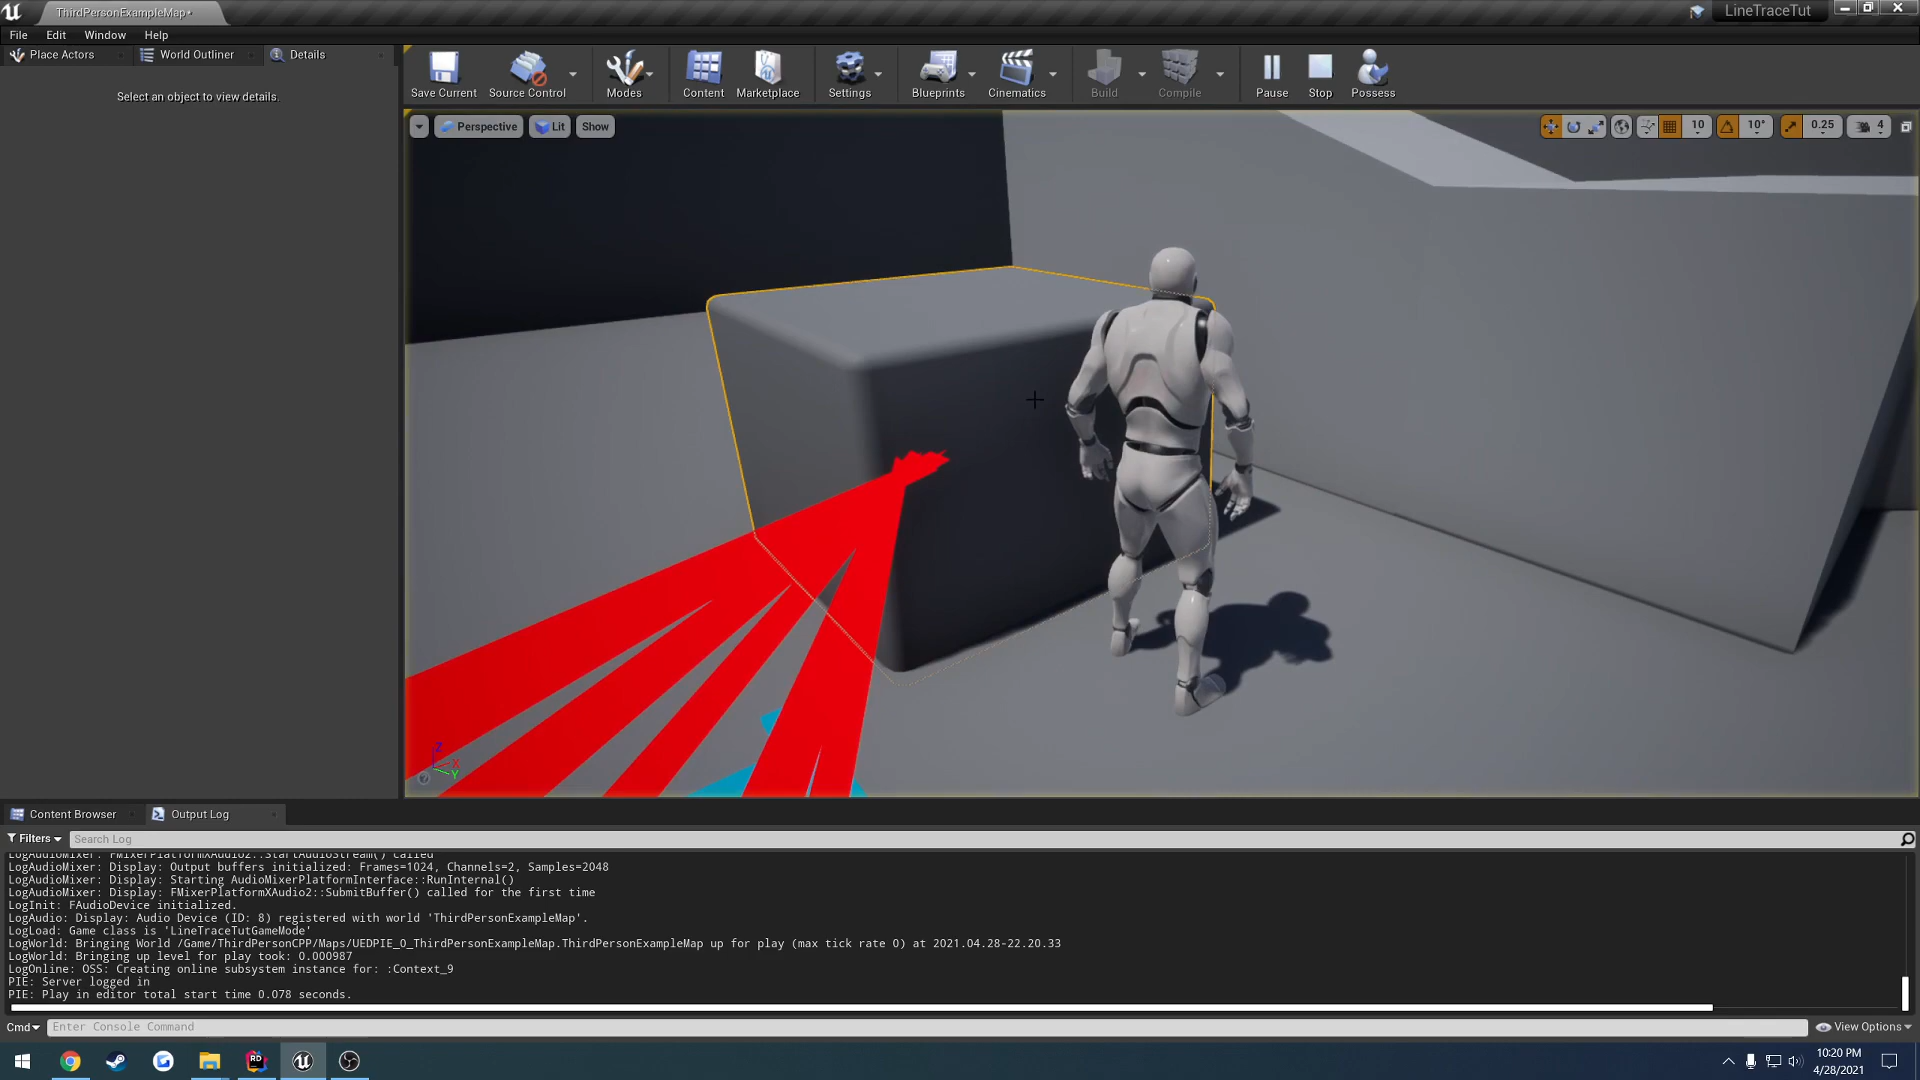 ThirdPersonExampleMap*
LineTraceTut
File Edit Window Help
Place Actors World Outliner Details
Select an object to view details.
Save Current Source Control Modes Content Marketplace Settings Blueprints Cinematics Build Compile Pause Stop Possess
Perspective Lit Show
10 10° 0.25 4
Z
X
Y
Content Browser Output Log
Filters Search Log
LogAudioMixer: FMixerPlatformXAudio2::StartAudioStream() called
LogAudioMixer: Display: Output buffers initialized: Frames=1024, Channels=2, Samples=2048
LogAudioMixer: Display: Starting AudioMixerPlatformInterface::RunInternal()
LogAudioMixer: Display: FMixerPlatformXAudio2::SubmitBuffer() called for the first time
LogInit: FAudioDevice initialized.
LogAudio: Display: Audio Device (ID: 8) registered with world 'ThirdPersonExampleMap'.
LogLoad: Game class is 'LineTraceTutGameMode'
LogWorld: Bringing World /Game/ThirdPersonCPP/Maps/UEDPIE_0_ThirdPersonExampleMap.ThirdPersonExampleMap up for play (max tick rate 0) at 2021.04.28-22.20.33
LogWorld: Bringing up level for play took: 0.000987
LogOnline: OSS: Creating online subsystem instance for: :Context_9
PIE: Server logged in
PIE: Play in editor total start time 0.078 seconds.
Cmd Enter Console Command View Options
RD
10:20 PM
4/28/2021